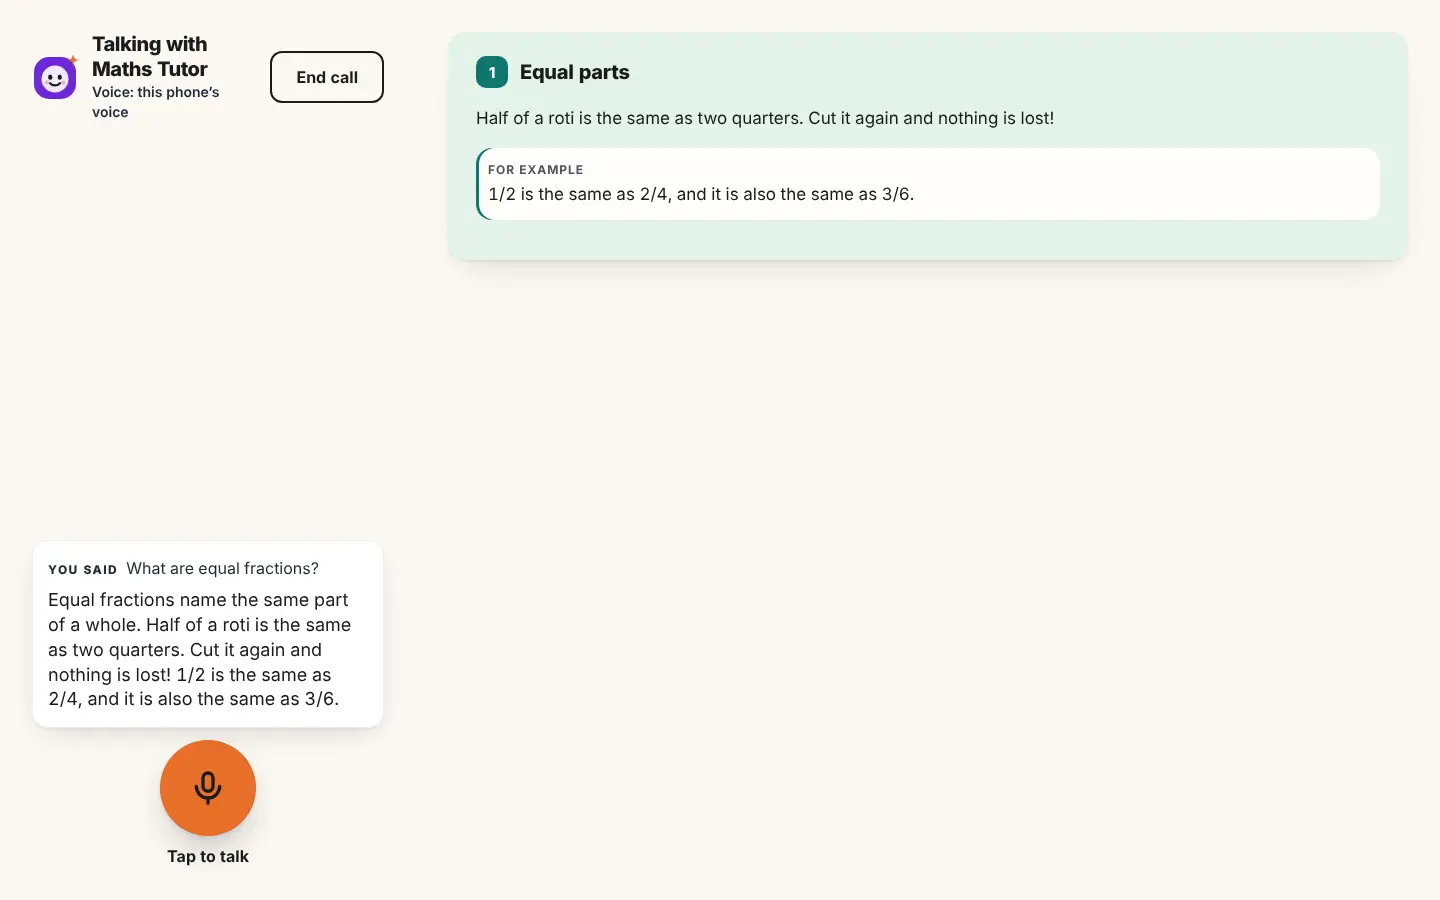 Talking with
Maths Tutor
Voice: this phone's
voice
End call
1 Equal parts
Half of a roti is the same as two quarters. Cut it again and nothing is lost!
FOR EXAMPLE
1/2 is the same as 2/4, and it is also the same as 3/6.
YOU SAID What are equal fractions?
Equal fractions name the same part
of a whole. Half of a roti is the same
as two quarters. Cut it again and
nothing is lost! 1/2 is the same as
2/4, and it is also the same as 3/6.
Tap to talk